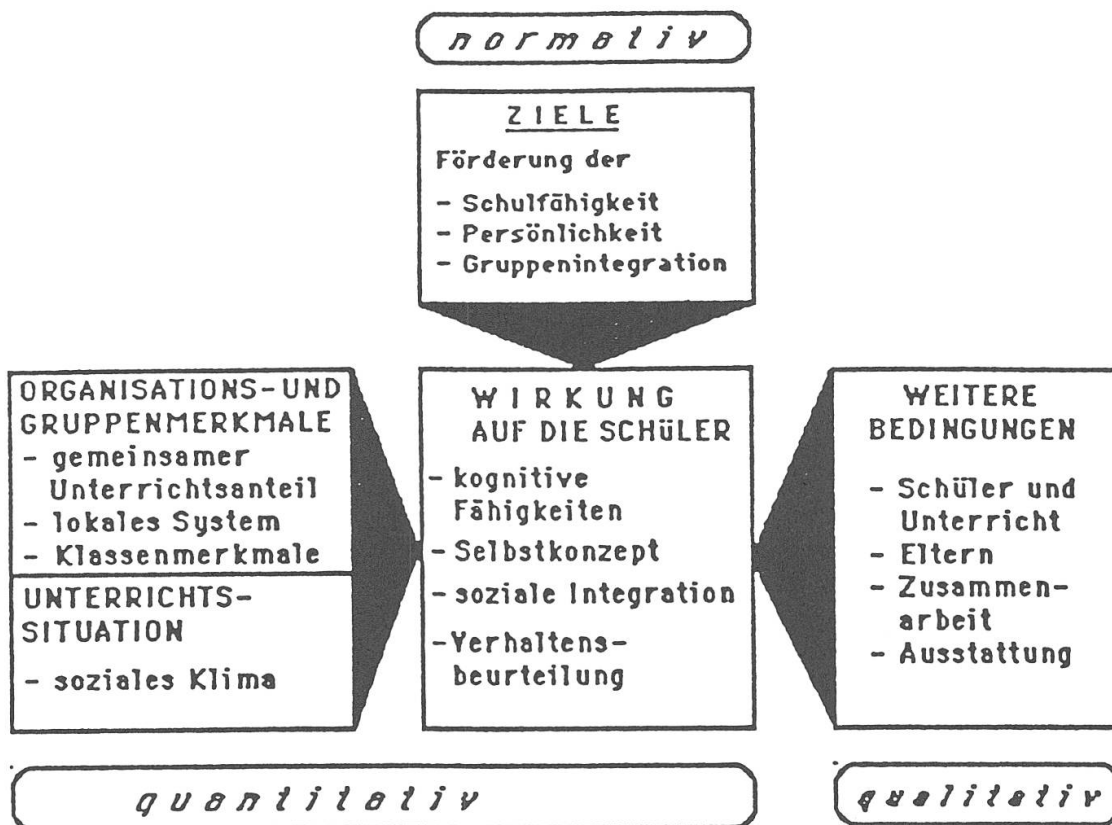 normativ
ZIELE
Förderung der
- Schulfähigkeit
- Persönlichkeit
- Gruppenintegration
ORGANISATIONS-UND
GRUPPENMERKMALE
- gemeinsamer
Unterrichtsanteil
- lokales System
- Klassenmerkmale
UNTERRICHTS-
SITUATION
- soziales Klima
WIRKUNG
AUF DIE SCHÜLER
- kognitive
Fähigkeiten
- Selbstkonzept
- soziale Integration
- Verhaltens-
beurteilung
WEITERE
BEDINGUNGEN
- Schüler und
Unterricht
- Eltern
- Zusammen-
arbeit
- Ausstattung
quantitativ
qualitativ